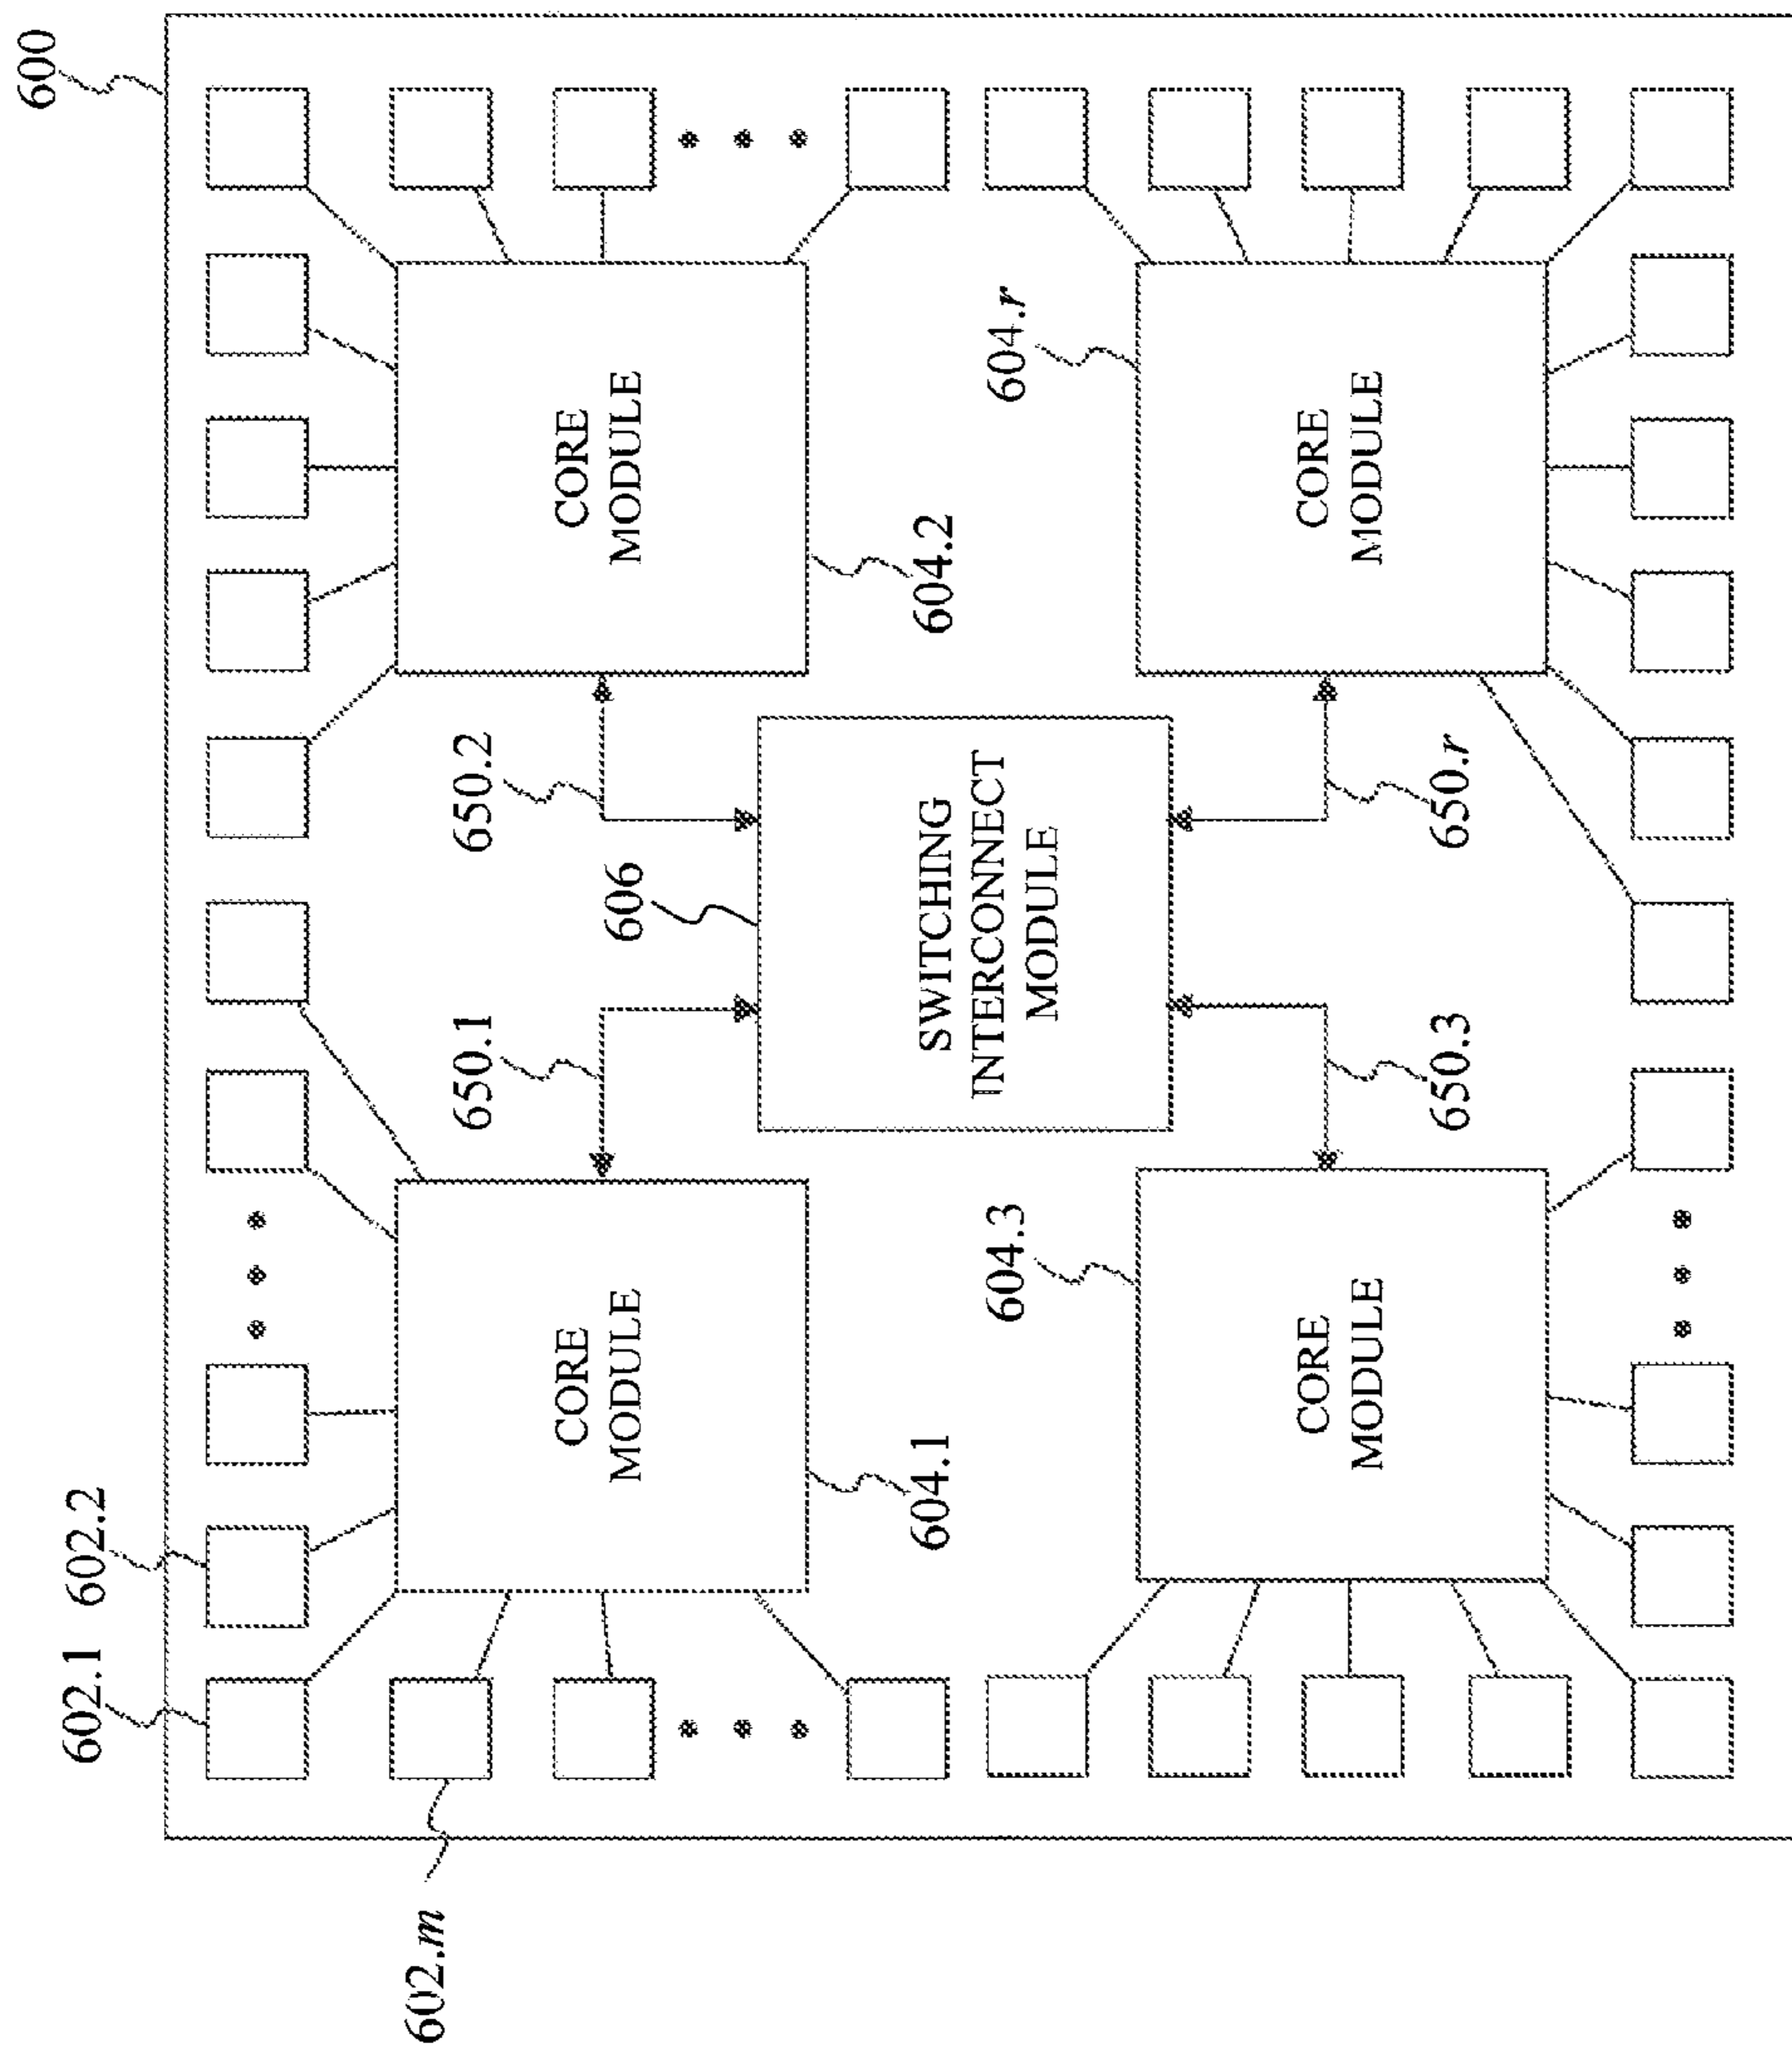 600
602.1
602.2
602.m
CORE
MODULE
604.1
CORE
MODULE
604.2
650.1
650.2
606
SWITCHING
INTERCONNECT
MODULE
604.3
CORE
MODULE
650.3
604.r
CORE
MODULE
650.r